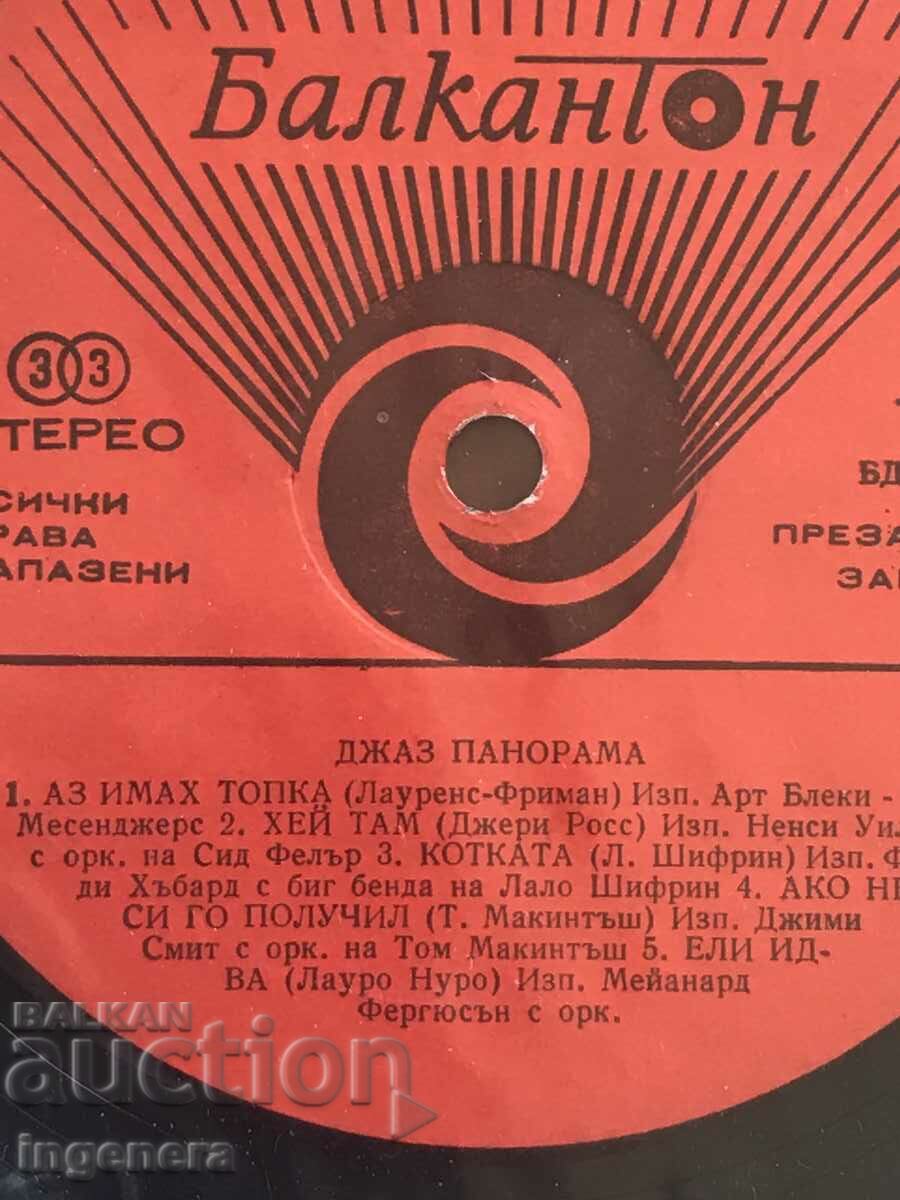 Балкантон
33
ТЕРЕО
СИЧКИ
РАВА
АПАЗЕНИ
БД
ПРЕЗА
ЗА
ДЖАЗ ПАНОРАМА
1. АЗ ИМАХ ТОПКА (Лауренс-Фриман) Изп. Арт Блеки -
Месенджерс 2. ХЕЙ ТАМ (Джери Росс) Изп. Ненси Уил
с орк. на Сид Фелър 3. КОТКАТА (Л. Шифрин) Изп. Ф
ди Хъбард с биг бенда на Лало Шифрин 4. АКО НЕ
СИ ГО ПОЛУЧИЛ (Т. Макинтъш) Изп. Джими
Смит с орк. на Том Макинтъш 5. ЕЛИ ИД-
ВА (Лауро Нуро) Изп. Мейанард
Фергюсън с орк.
BALKAN
auction
ingenera